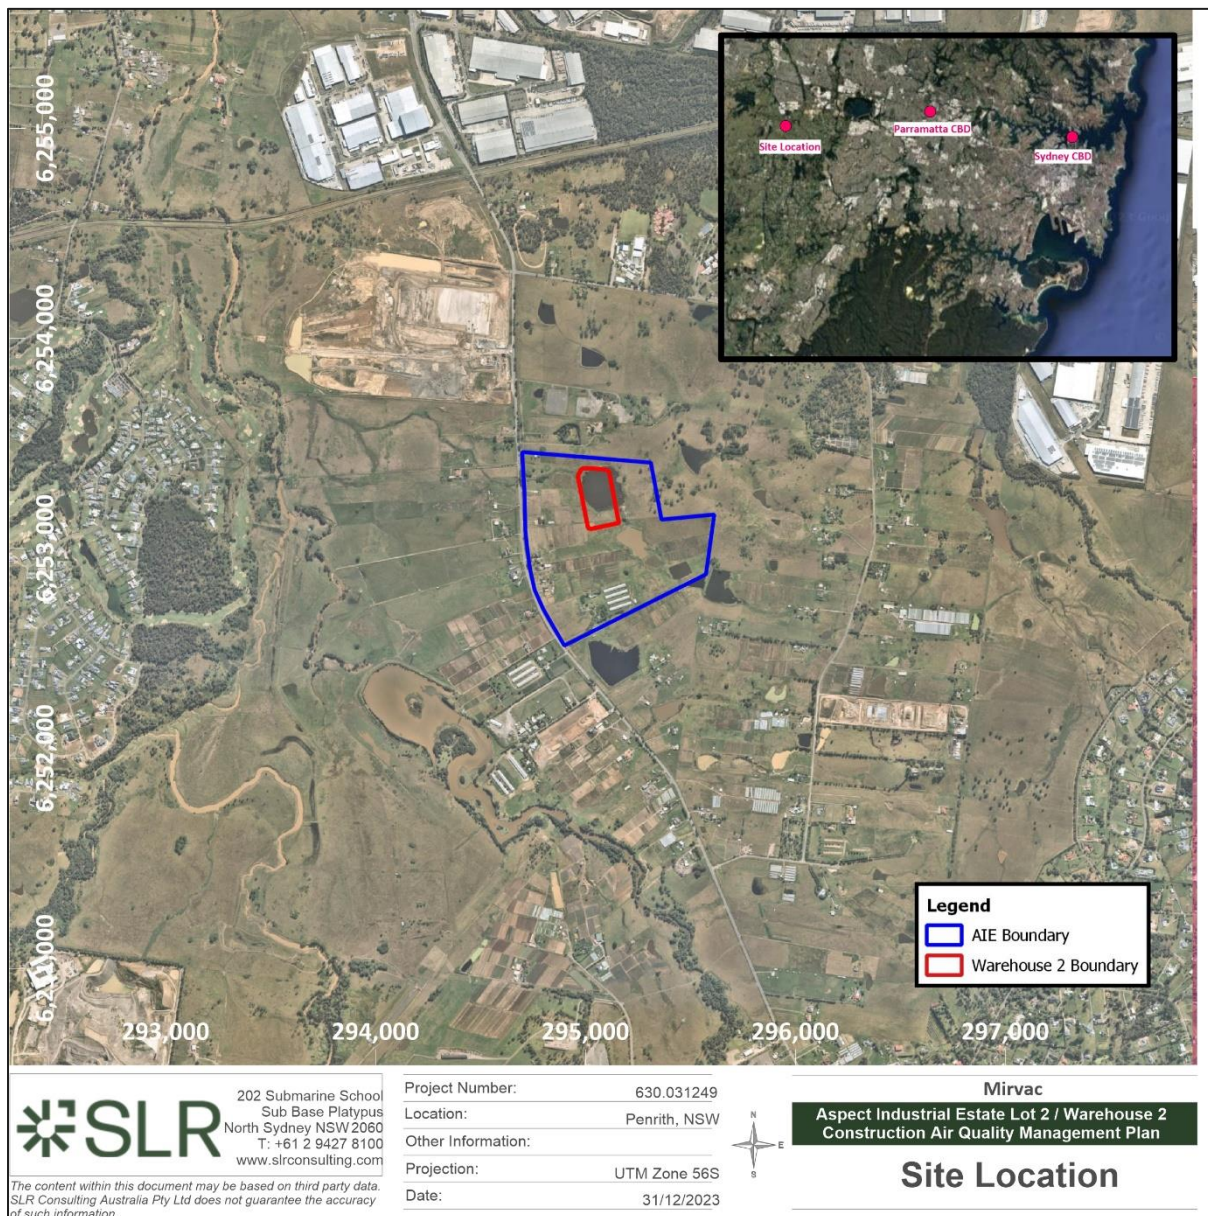 6,255,000
6,254,000
6,253,000
6,252,000
Site Location
Parramatta CBD
Sydney CBD
Legend
AIE Boundary
Warehouse 2 Boundary
293,000
294,000
295,000
296,000
297,000
SLR
202 Submarine School
Sub Base Platypus
North Sydney NSW 2060
T: +61 2 9427 8100
www.slrconsulting.com
The content within this document may be based on third party data.
SLR Consulting Australia Pty Ltd does not guarantee the accuracy
of such information.
Project Number: 630.031249
Location: Penrith, NSW
Other Information:
Projection: UTM Zone 56S
Date: 31/12/2023
N
E
S
Mirvac
Aspect Industrial Estate Lot 2 / Warehouse 2
Construction Air Quality Management Plan
Site Location